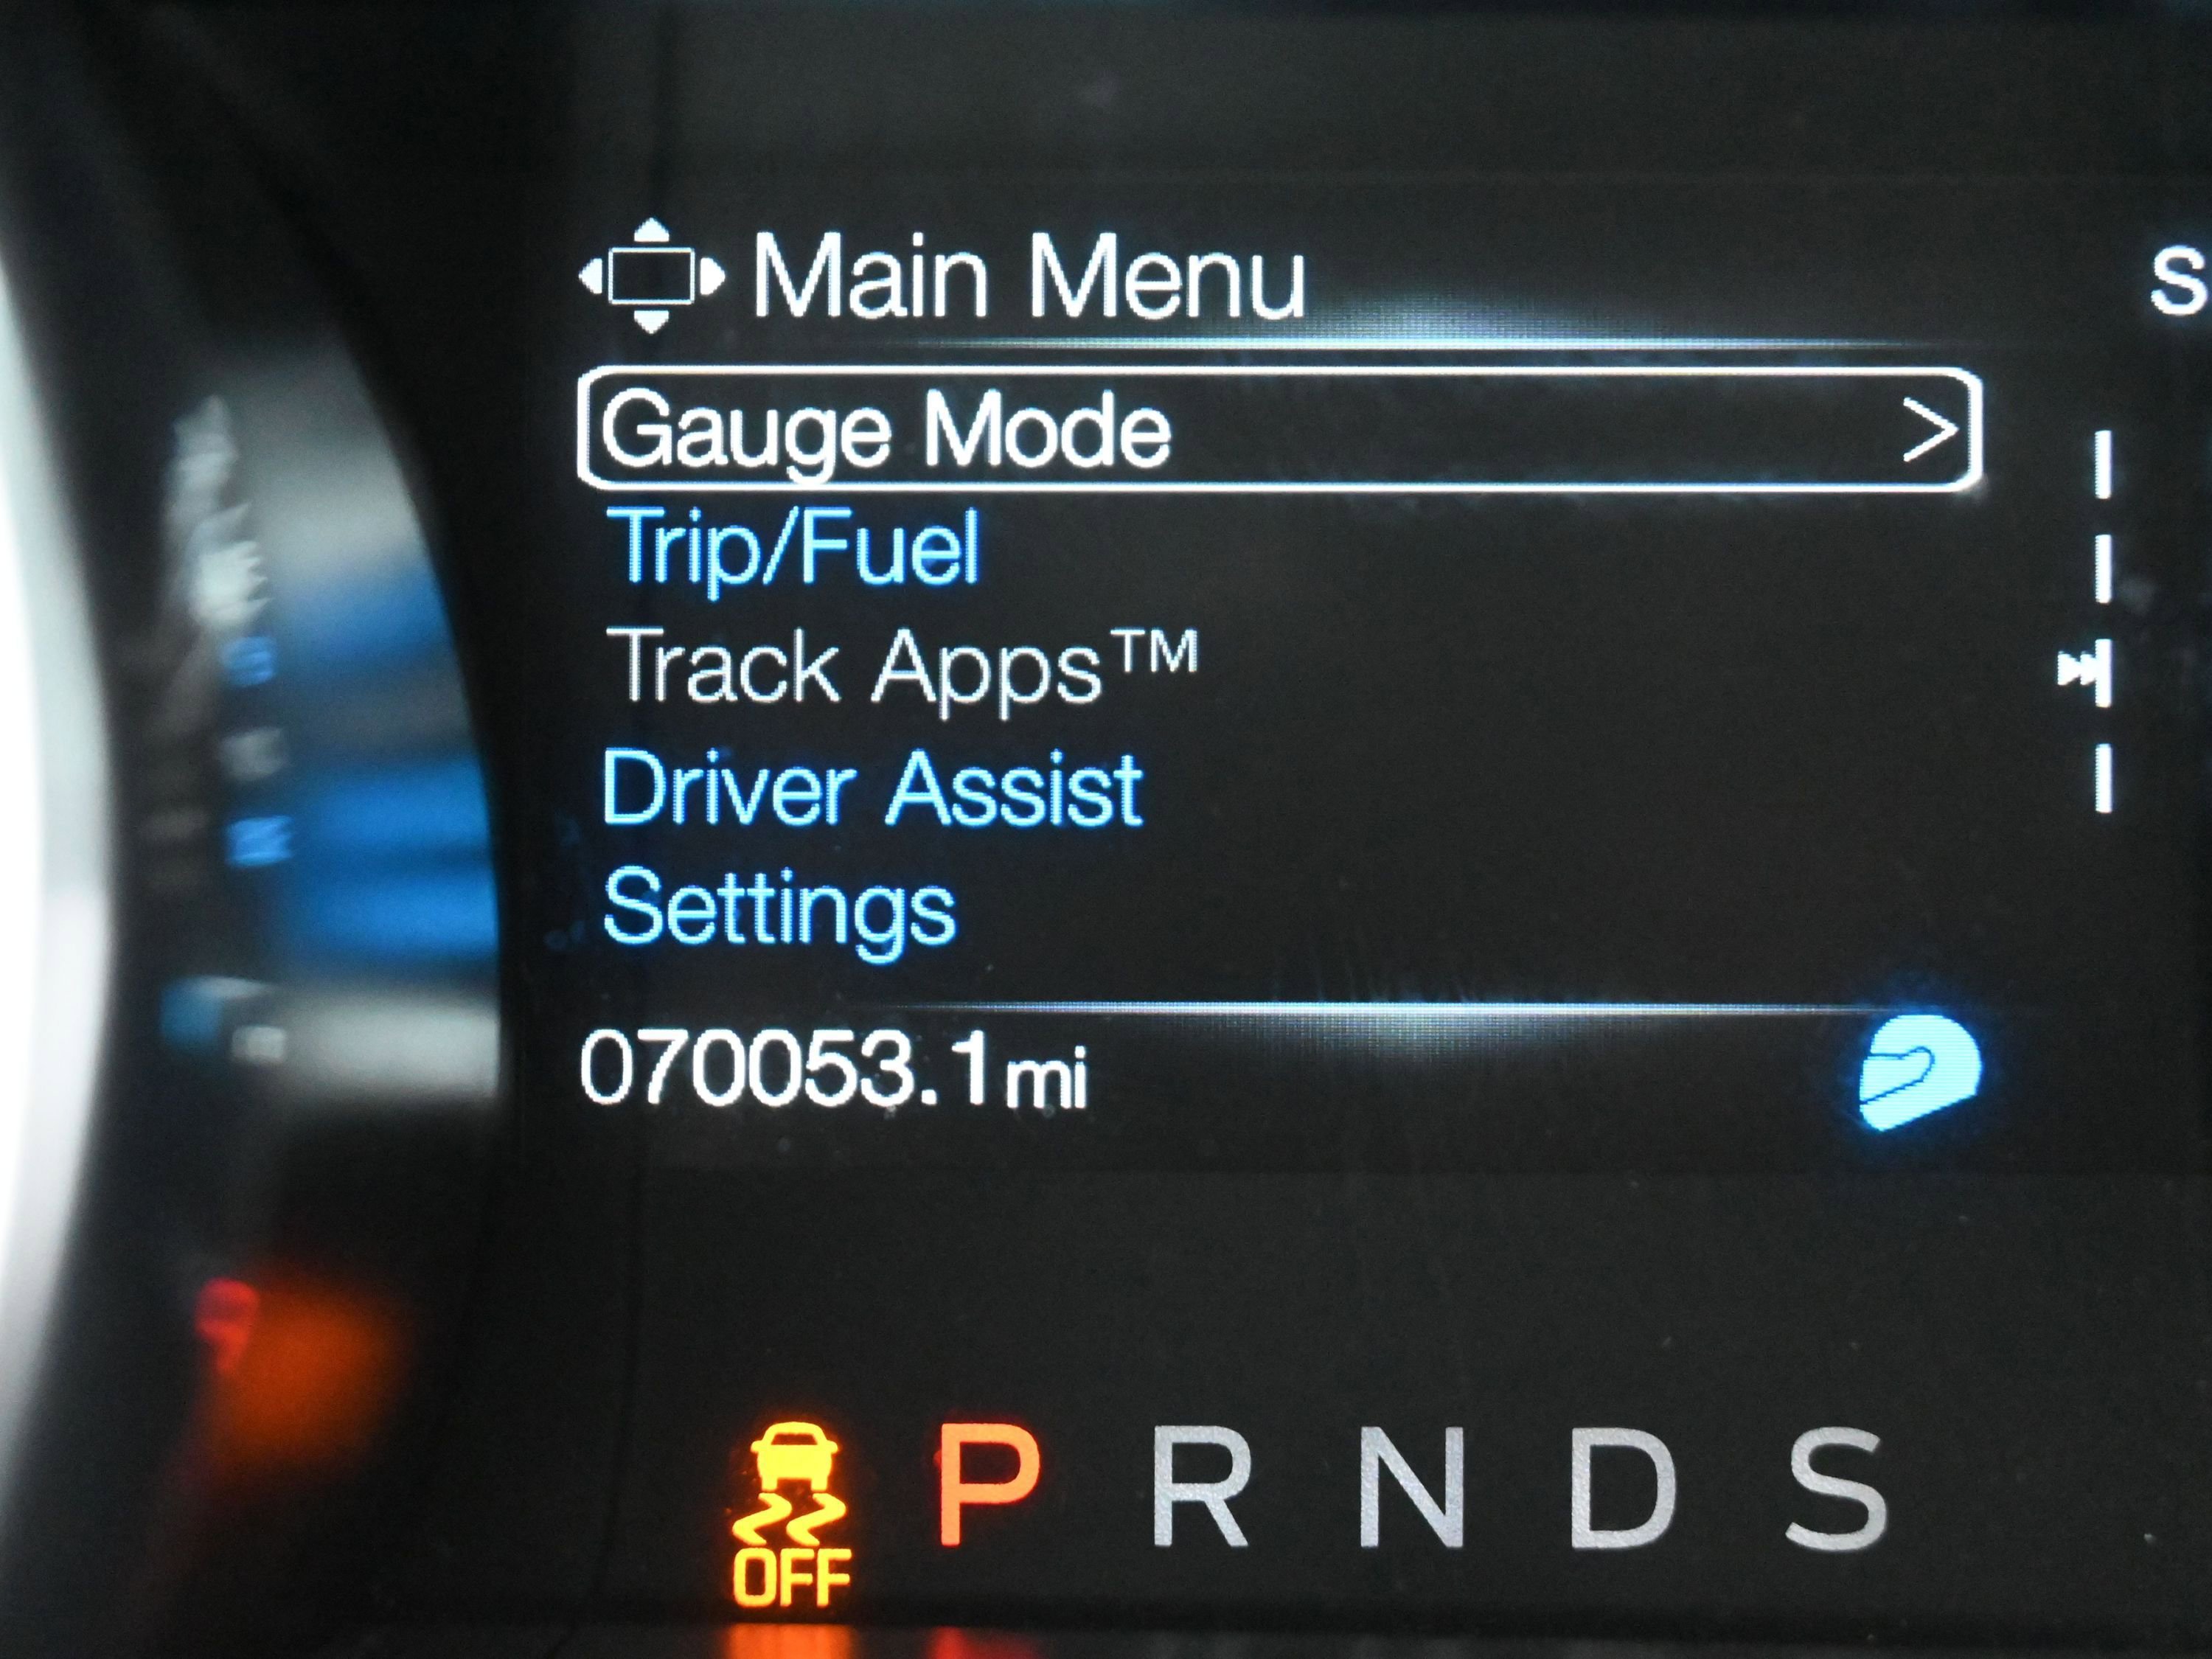 Main Menu
S
Gauge Mode >
Trip/Fuel
Track Apps™
Driver Assist
Settings
070053.1mi
P R N D S
OFF